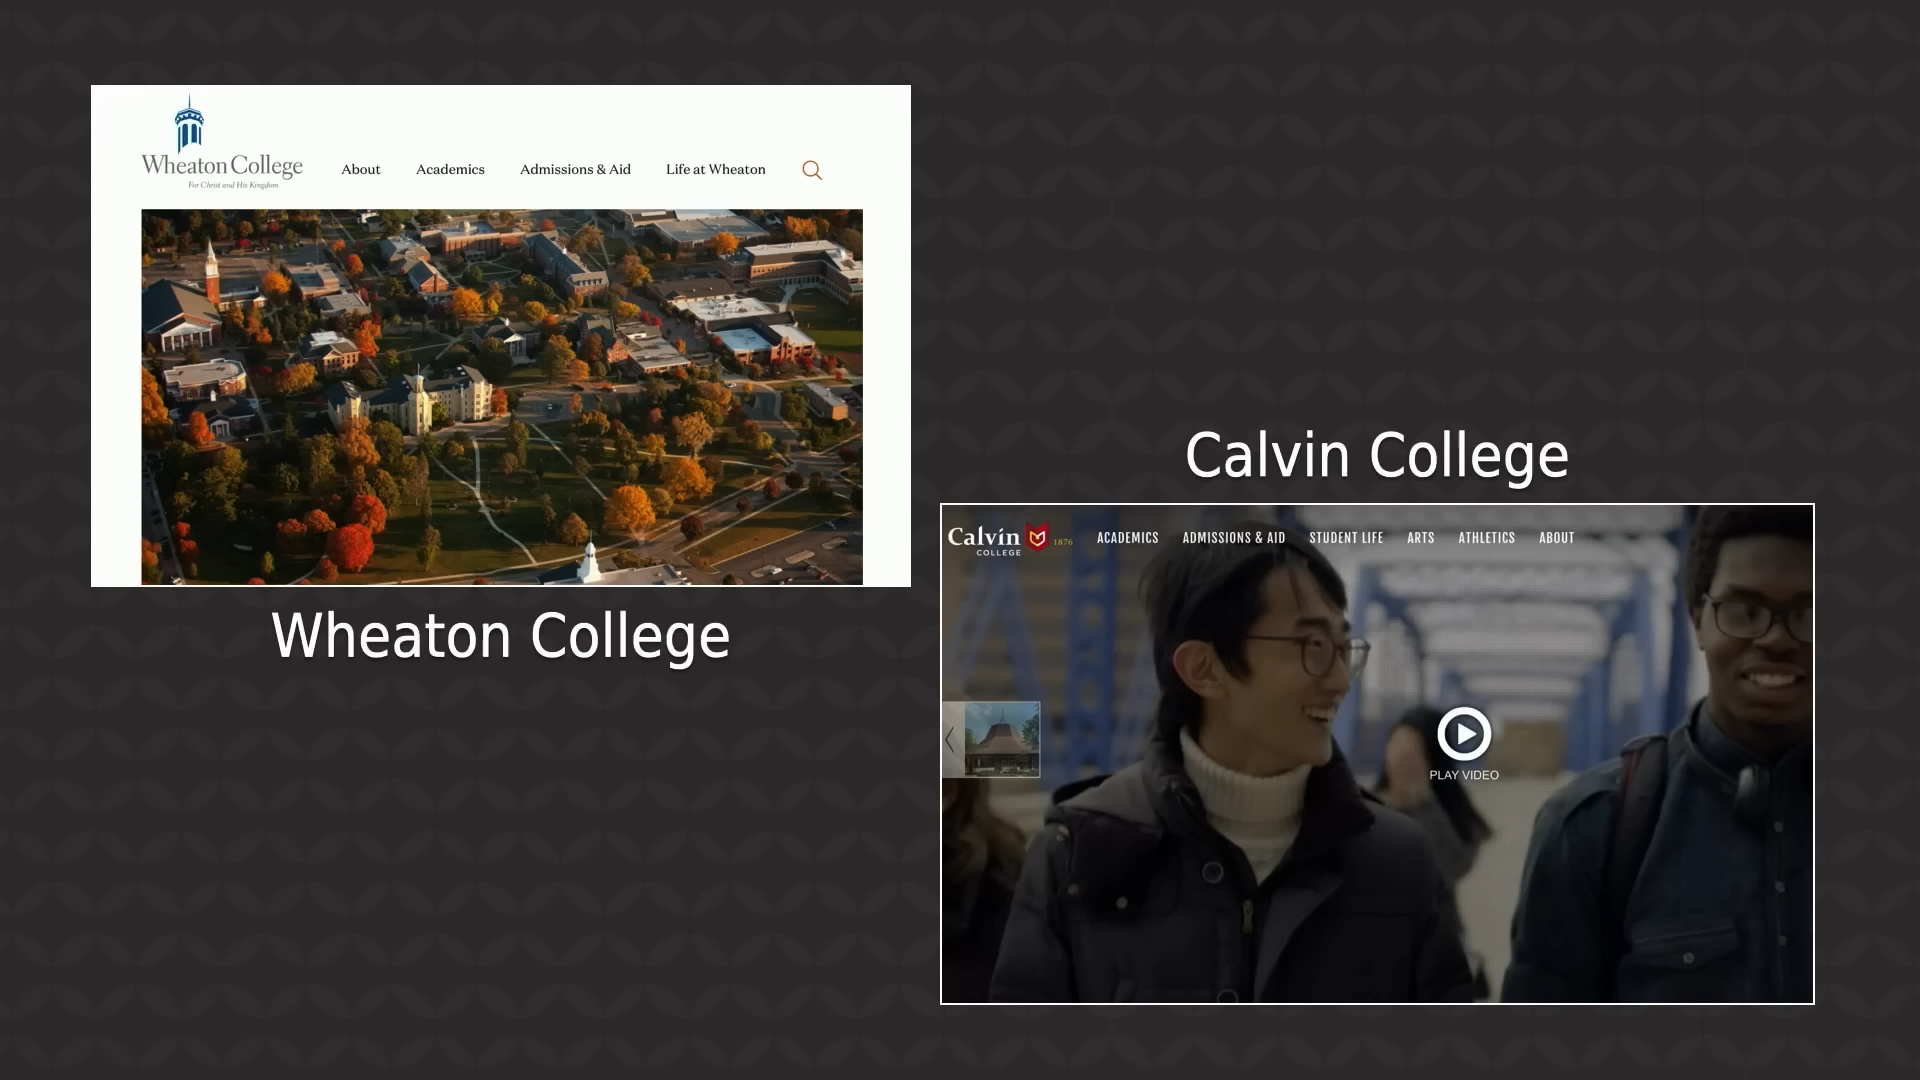 Wheaton College
For Christ and His Kingdom
About Academics Admissions & Aid Life at Wheaton
Wheaton College
Calvin College
Calvin COLLEGE 1876
ACADEMICS ADMISSIONS & AID STUDENT LIFE ARTS ATHLETICS ABOUT
PLAY VIDEO